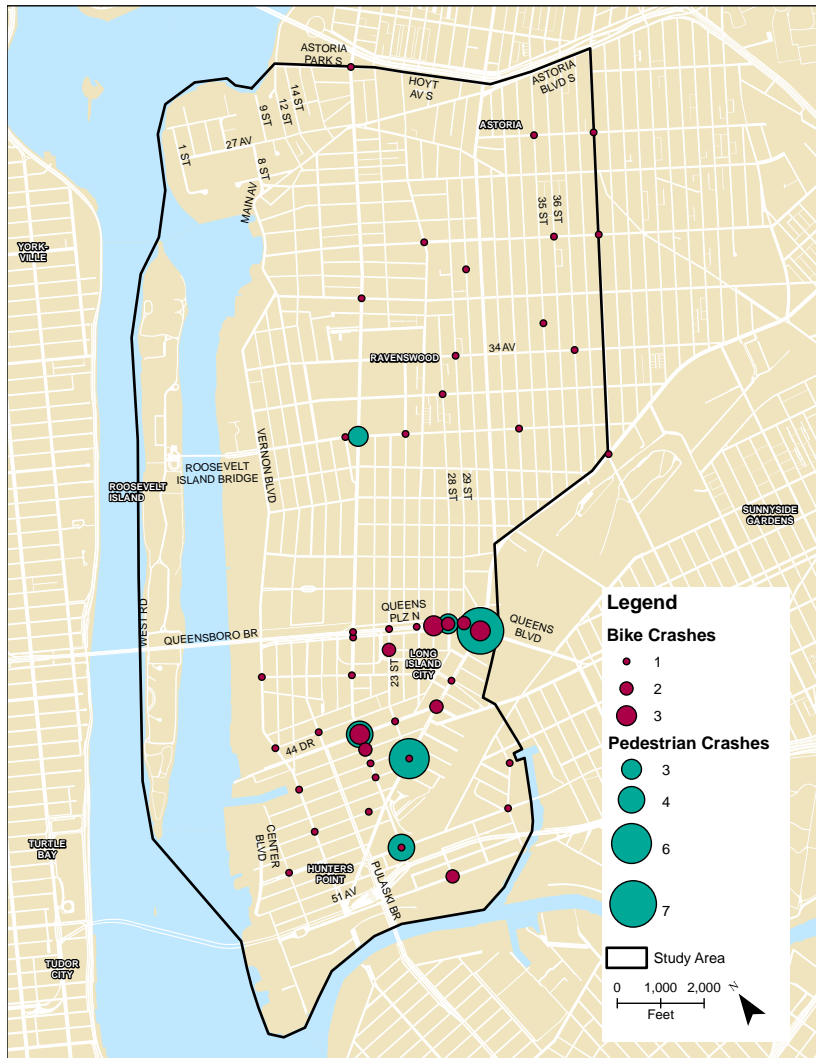 ASTORIA
PARK S
HOYT
AV S
ASTORIA
BLVD S
14 ST
12 ST
9 ST
ASTORIA
27 AV
1 ST
8 ST
MAIN AV
36 ST
35 ST
YORK-
VILLE
34 AV
RAVENSWOOD
VERNON BLVD
ROOSEVELT
ISLAND BRIDGE
ROOSEVELT
ISLAND
29 ST
28 ST
SUNNYSIDE
GARDENS
WEST RD
QUEENSBORO BR
QUEENS
PLZ N
QUEENS
BLVD
23 ST
LONG
ISLAND
CITY
44 DR
CENTER
BLVD
HUNTERS
POINT
51 AV
PULASKI BR
TURTLE
BAY
TUDOR
CITY
Legend
Bike Crashes
1
2
3
Pedestrian Crashes
3
4
6
7
Study Area
0 1,000 2,000
Feet
N